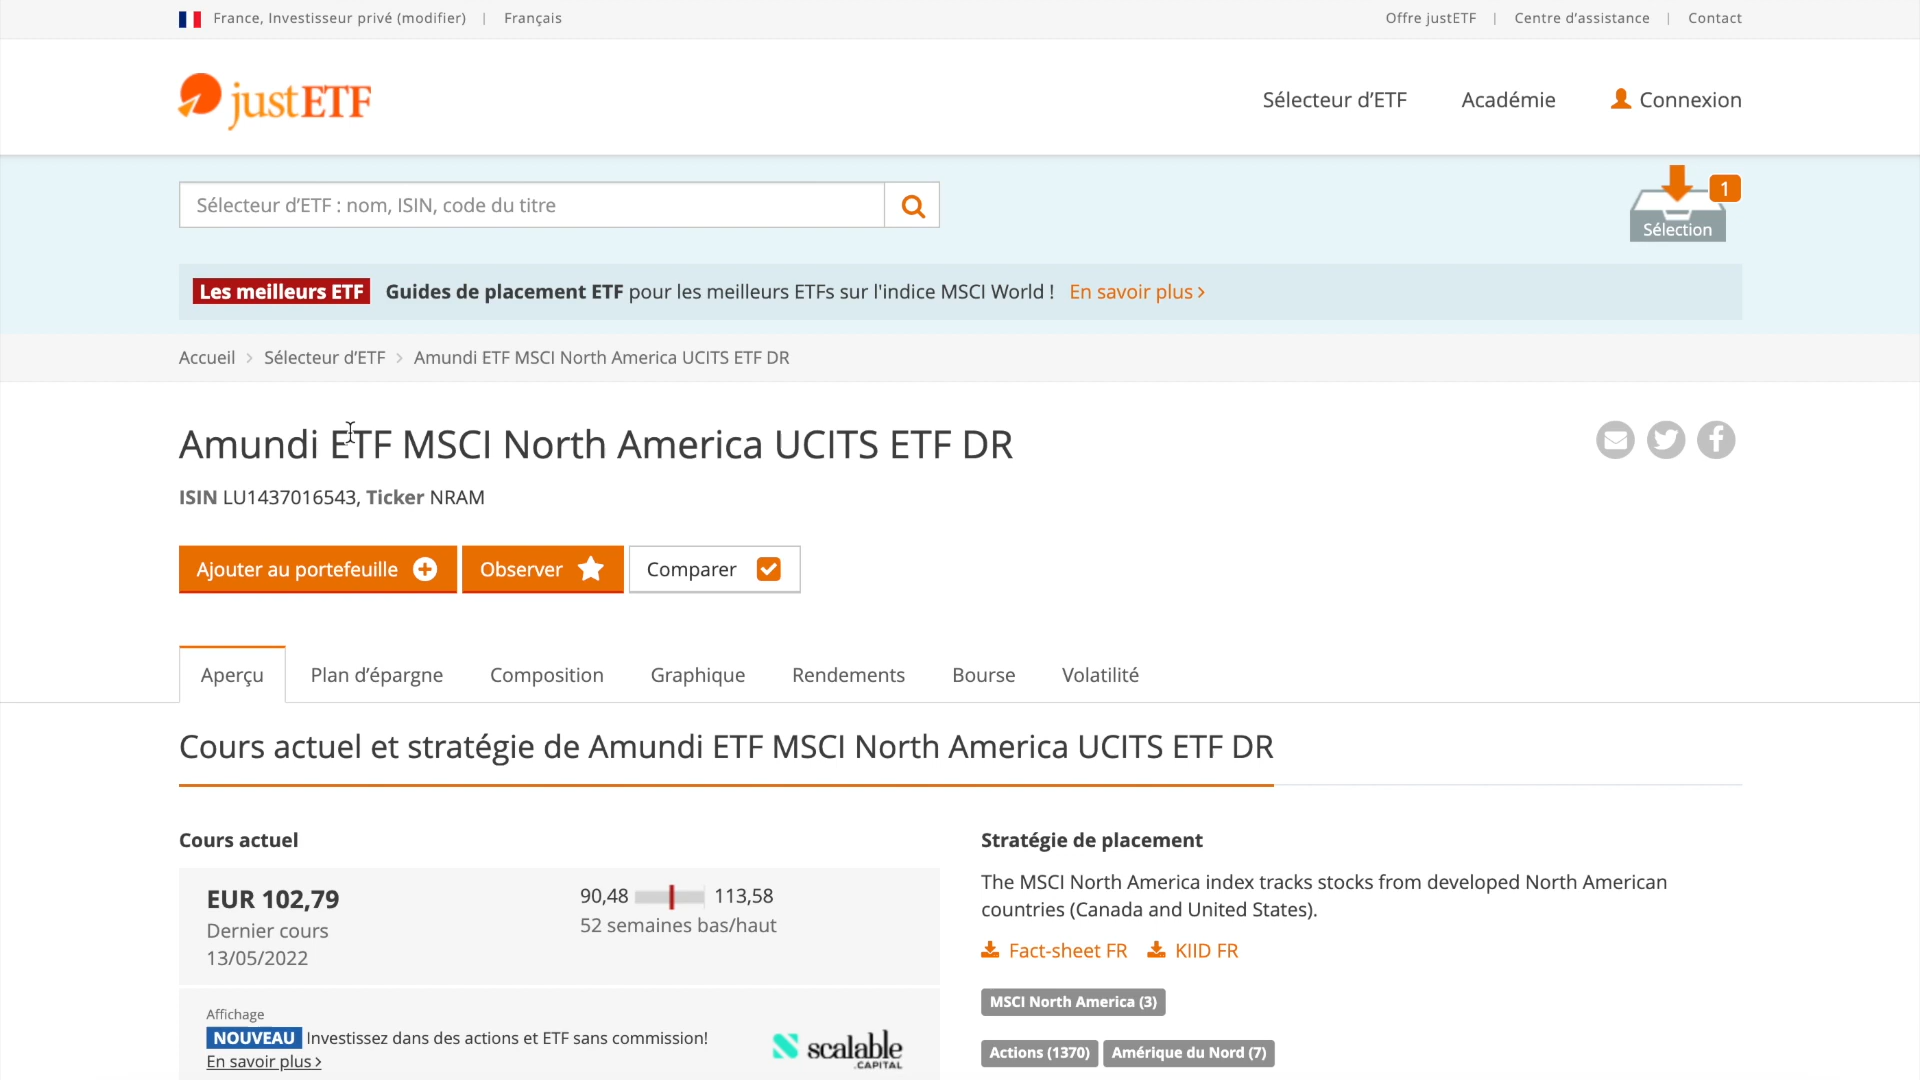 France, Investisseur privé (modifier) | Français
Offre justETF | Centre d'assistance | Contact
justETF
Sélecteur d'ETF Académie Connexion
Sélecteur d'ETF : nom, ISIN, code du titre
1
Sélection
Les meilleurs ETF Guides de placement ETF pour les meilleurs ETFs sur l'indice MSCI World ! En savoir plus ›
Accueil > Sélecteur d'ETF > Amundi ETF MSCI North America UCITS ETF DR
Amundi ETF MSCI North America UCITS ETF DR
ISIN LU1437016543, Ticker NRAM
Ajouter au portefeuille Observer Comparer
Aperçu Plan d'épargne Composition Graphique Rendements Bourse Volatilité
Cours actuel et stratégie de Amundi ETF MSCI North America UCITS ETF DR
Cours actuel
EUR 102,79
Dernier cours
13/05/2022
90,48 113,58
52 semaines bas/haut
Affichage
NOUVEAU Investissez dans des actions et ETF sans commission!
En savoir plus ›
scalable
.CAPITAL
Stratégie de placement
The MSCI North America index tracks stocks from developed North American
countries (Canada and United States).
Fact-sheet FR KIID FR
MSCI North America (3)
Actions (1370) Amérique du Nord (7)